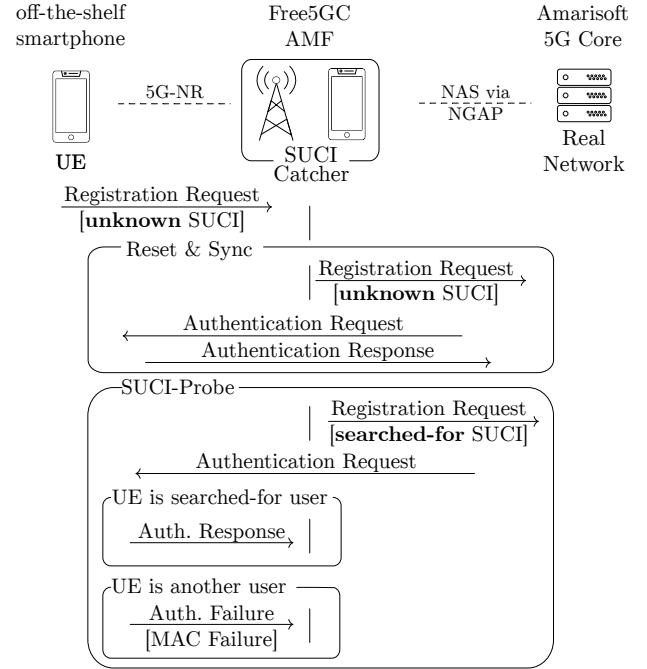 off-the-shelf
smartphone
Free5GC
AMF
Amarisoft
5G Core
5G-NR
NAS via
NGAP
UE
SUCI
Catcher
Real
Network
Registration Request
[unknown SUCI]
Reset & Sync
Registration Request
[unknown SUCI]
Authentication Request
Authentication Response
SUCI-Probe
Registration Request
[searched-for SUCI]
Authentication Request
UE is searched-for user
Auth. Response
UE is another user
Auth. Failure
[MAC Failure]